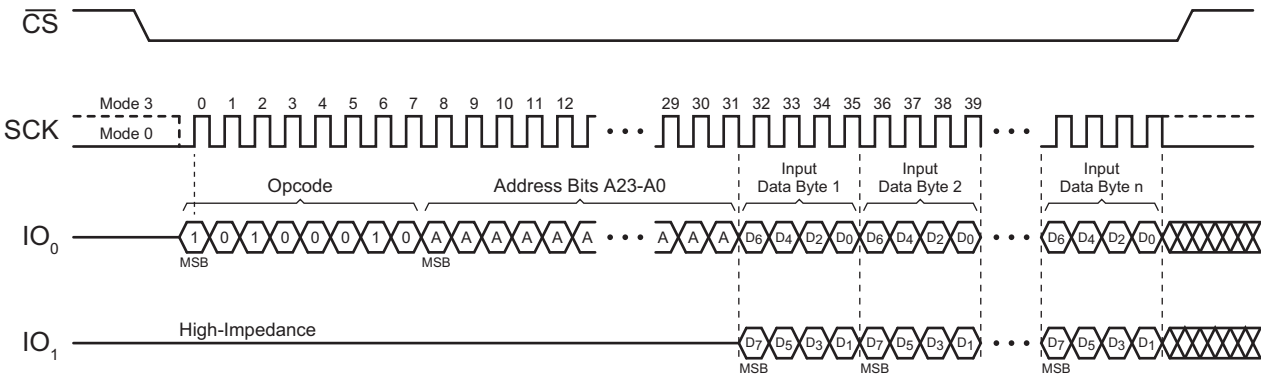 CS
Mode 3
0 1 2 3 4 5 6 7 8 9 10 11 12 29 30 31 32 33 34 35 36 37 38 39
SCK
Mode 0
Opcode
Address Bits A23-A0
Input
Data Byte 1
Input
Data Byte 2
Input
Data Byte n
IO0
1 0 1 0 0 0 1 0 A A A A A A A A A D6 D4 D2 D0 D6 D4 D2 D0 D6 D4 D2 D0
MSB MSB
High-Impedance
IO1
D7 D5 D3 D1 D7 D5 D3 D1 D7 D5 D3 D1
MSB MSB MSB